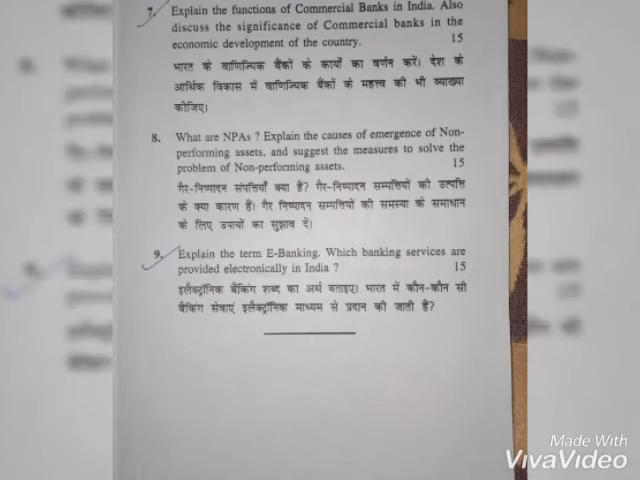 7. Explain the functions of Commercial Banks in India. Also
discuss the significance of Commercial banks in the
economic development of the country. 15
भारत के वाणिज्यिक बैंकों के कार्यों का वर्णन करें। देश के
आर्थिक विकास में वाणिज्यिक बैंकों के महत्त्व की भी व्याख्या
कीजिए।
8. What are NPAs ? Explain the causes of emergence of Non-
performing assets, and suggest the measures to solve the
problem of Non-performing assets. 15
गैर-निष्पादन संपत्तियाँ क्या हैं? गैर-निष्पादन सम्पत्तियों की उत्पत्ति
के क्या कारण हैं। गैर निष्पादन सम्पत्तियों की समस्या के समाधान
के लिए उपायों का सुझाव दें।
9. Explain the term E-Banking. Which banking services are
provided electronically in India ? 15
इलैक्ट्रॉनिक बैंकिंग शब्द का अर्थ बताइए। भारत में कौन-कौन सी
बैंकिंग सेवाएं इलैक्ट्रॉनिक माध्यम से प्रदान की जाती हैं?
Made With
VivaVideo